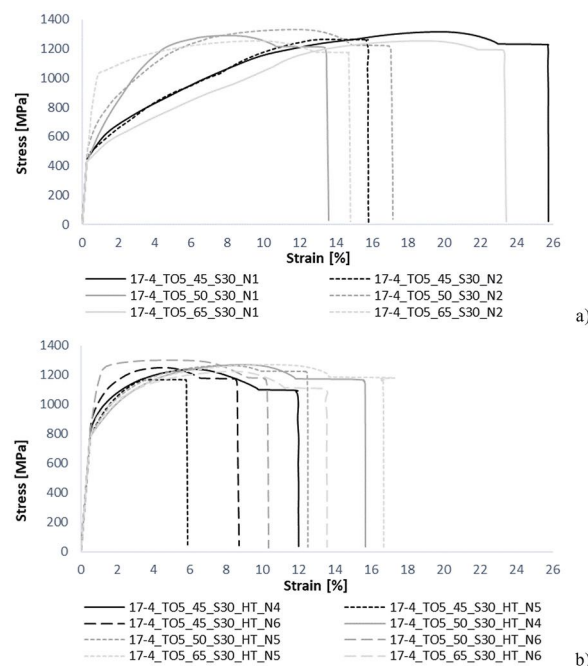 1400
1200
1000
800
600
400
200
0
Stress [MPa]
0 2 4 6 8 10 12 14 16 18 20 22 24 26
Strain [%]
17-4_TO5_45_S30_N1 17-4_TO5_45_S30_N2
17-4_TO5_50_S30_N1 17-4_TO5_50_S30_N2
17-4_TO5_65_S30_N1 17-4_TO5_65_S30_N2
a)
1400
1200
1000
800
600
400
200
0
Stress [MPa]
0 2 4 6 8 10 12 14 16 18 20 22 24 26
Strain [%]
17-4_TO5_45_S30_HT_N4 17-4_TO5_45_S30_HT_N5
17-4_TO5_45_S30_HT_N6 17-4_TO5_50_S30_HT_N4
17-4_TO5_50_S30_HT_N5 17-4_TO5_50_S30_HT_N6
17-4_TO5_65_S30_HT_N5 17-4_TO5_65_S30_HT_N6
b)